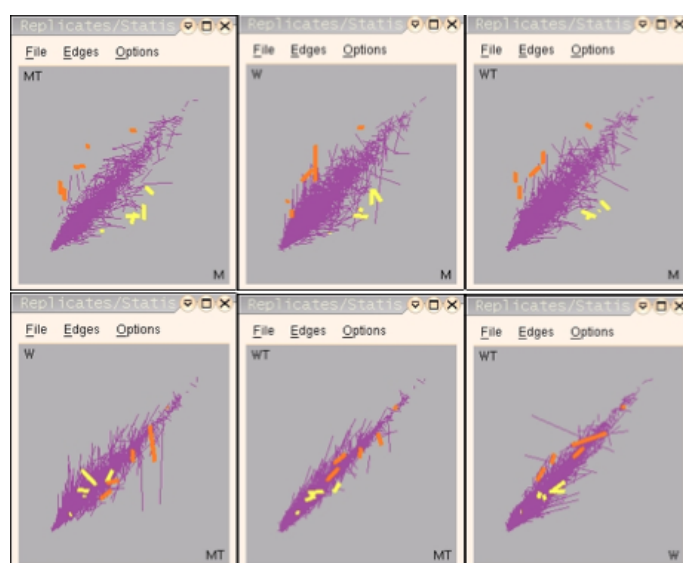 Replicates/Statis
File Edges Options
MT
M
Replicates/Statis
File Edges Options
W
M
Replicates/Statis
File Edges Options
WT
M
Replicates/Statis
File Edges Options
W
MT
Replicates/Statis
File Edges Options
WT
MT
Replicates/Statis
File Edges Options
WT
W